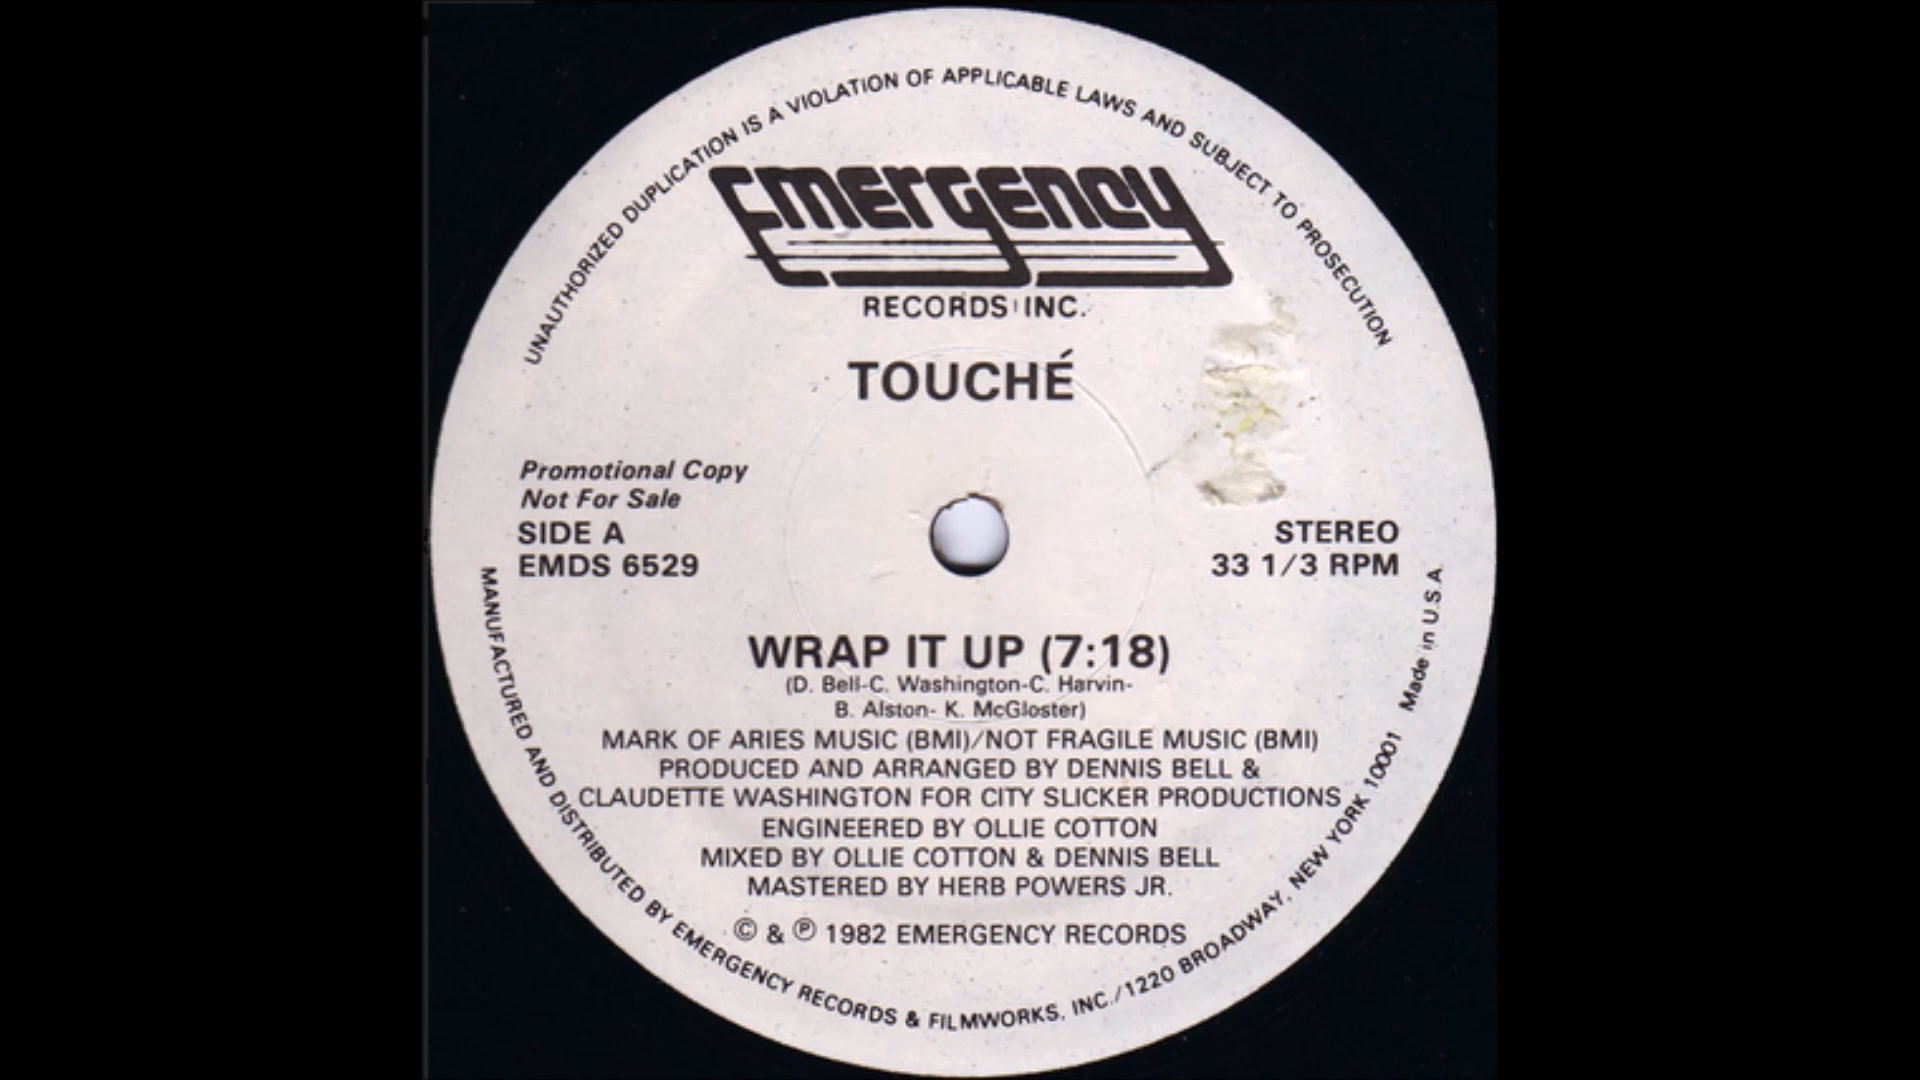 UNAUTHORIZED DUPLICATION IS A VIOLATION OF APPLICABLE LAWS AND SUBJECT TO PROSECUTION
Emergency
RECORDS INC.
TOUCHÉ
Promotional Copy
Not For Sale
SIDE A
EMDS 6529
STEREO
33 1/3 RPM
WRAP IT UP (7:18)
(D. Bell-C. Washington-C. Harvin-
B. Alston- K. McGloster)
MARK OF ARIES MUSIC (BMI)/NOT FRAGILE MUSIC (BMI)
PRODUCED AND ARRANGED BY DENNIS BELL &
CLAUDETTE WASHINGTON FOR CITY SLICKER PRODUCTIONS
ENGINEERED BY OLLIE COTTON
MIXED BY OLLIE COTTON & DENNIS BELL
MASTERED BY HERB POWERS JR.
© & ℗ 1982 EMERGENCY RECORDS
MANUFACTURED AND DISTRIBUTED BY EMERGENCY RECORDS & FILMWORKS, INC./1220 BROADWAY, NEW YORK 10001 Made in U.S.A.